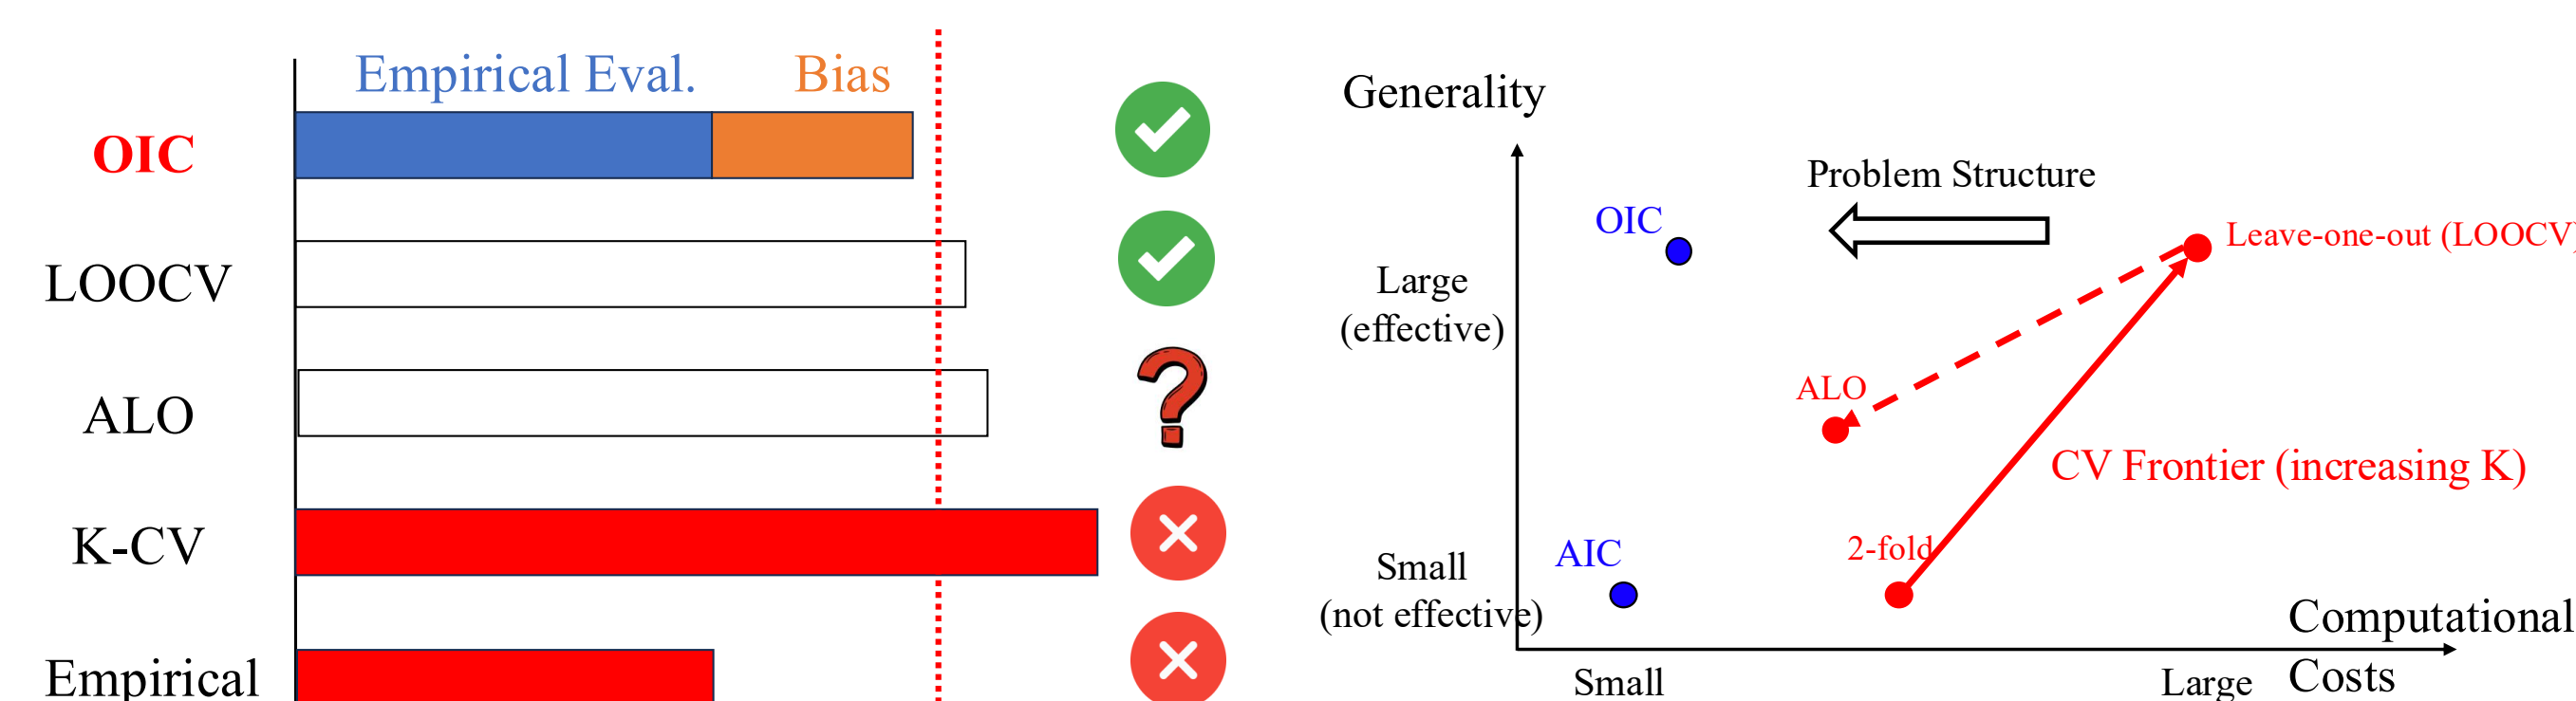 Empirical Eval.
Bias
OIC
LOOCV
ALO
K-CV
Empirical
Generality
Problem Structure
OIC
Leave-one-out (LOOCV)
Large
(effective)
ALO
CV Frontier (increasing K)
2-fold
AIC
Small
(not effective)
Computational
Costs
Small
Large